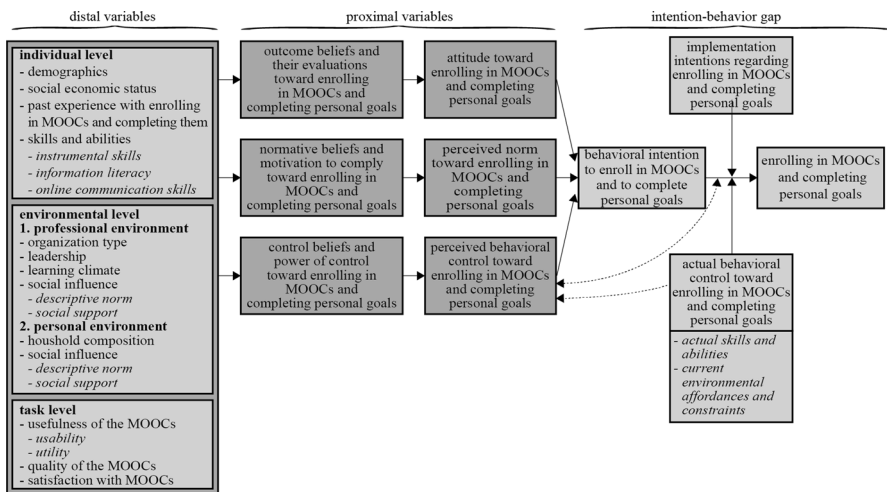 distal variables
proximal variables
intention-behavior gap
individual level
- demographics
- social economic status
- past experience with enrolling
in MOOCs and completing them
- skills and abilities
- instrumental skills
- information literacy
- online communication skills
environmental level
1. professional environment
- organization type
- leadership
- learning climate
- social influence
- descriptive norm
- social support
2. personal environment
- houshold composition
- social influence
- descriptive norm
- social support
task level
- usefulness of the MOOCs
- usability
- utility
- quality of the MOOCs
- satisfaction with MOOCs
outcome beliefs and
their evaluations
toward enrolling
in MOOCs and
completing personal goals
normative beliefs and
motivation to comply
toward enrolling in
MOOCs and
completing personal goals
control beliefs and
power of control
toward enrolling in
MOOCs and
completing personal goals
attitude toward
enrolling in MOOCs
and completing
personal goals
perceived norm
toward enrolling in
MOOCs and
completing
personal goals
perceived behavioral
control toward
enrolling in MOOCs
and completing
personal goals
behavioral intention
to enroll in MOOCs
and to complete
personal goals
implementation
intentions regarding
enrolling in MOOCs
and completing
personal goals
enrolling in MOOCs
and completing
personal goals
actual behavioral
control toward
enrolling in MOOCs
and completing
personal goals
- actual skills and
abilities
- current
environmental
affordances and
constraints